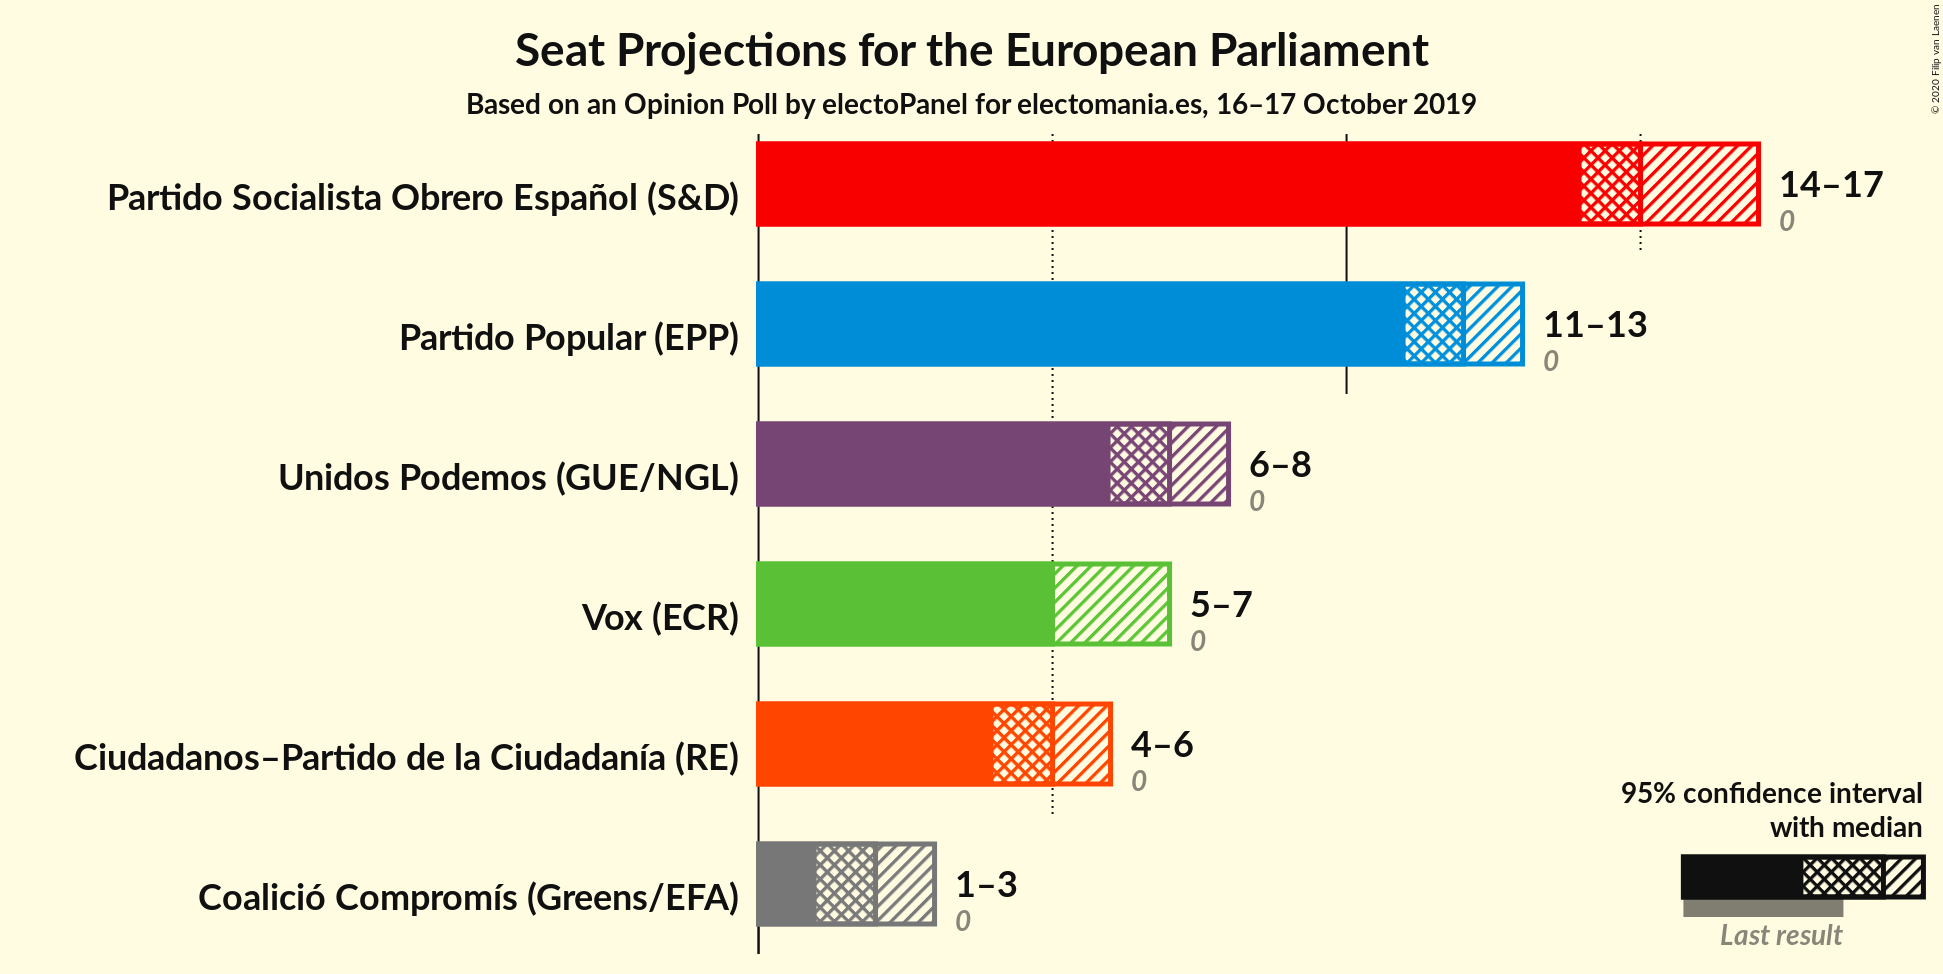 Seat Projections for the European Parliament
Based on an Opinion Poll by electoPanel for electomania.es, 16–17 October 2019
© 2020 Filip van Laenen
Partido Socialista Obrero Español (S&D)
14–17
0
Partido Popular (EPP)
11–13
0
Unidos Podemos (GUE/NGL)
6–8
0
Vox (ECR)
5–7
0
Ciudadanos–Partido de la Ciudadanía (RE)
4–6
0
Coalició Compromís (Greens/EFA)
1–3
0
95% confidence interval
with median
Last result